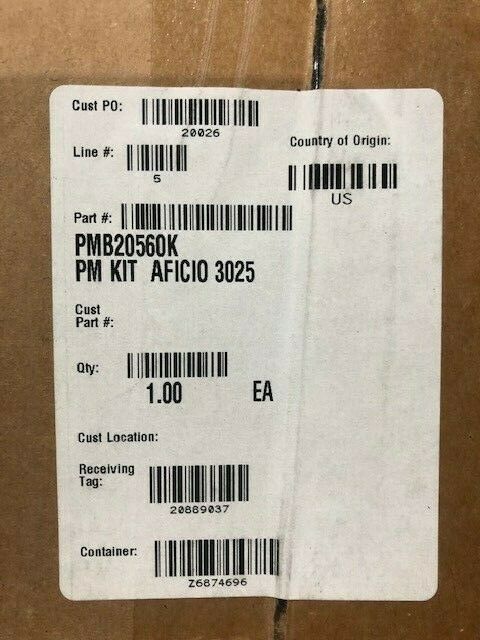 Cust PO:
20026
Country of Origin:
US
Line #:
5
Part #:
PMB20560K
PM KIT AFICIO 3025
Cust
Part #:
Qty:
1.00 EA
Cust Location:
Receiving
Tag:
20889037
Container:
Z6874696